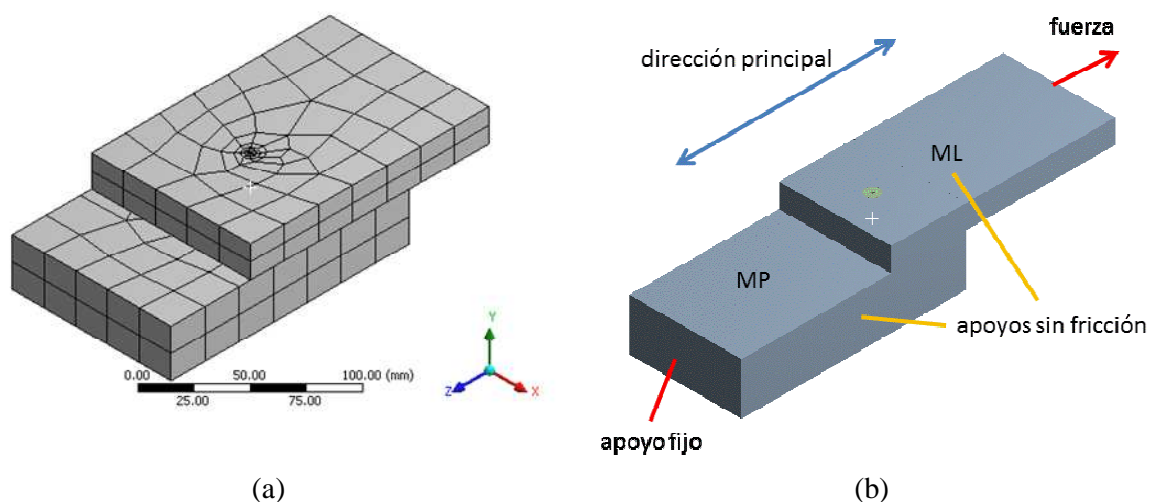 0.00
50.00
100.00 (mm)
25.00
75.00
Y
X
Z
(a)
dirección principal
fuerza
ML
MP
apoyos sin fricción
apoyo fijo
(b)